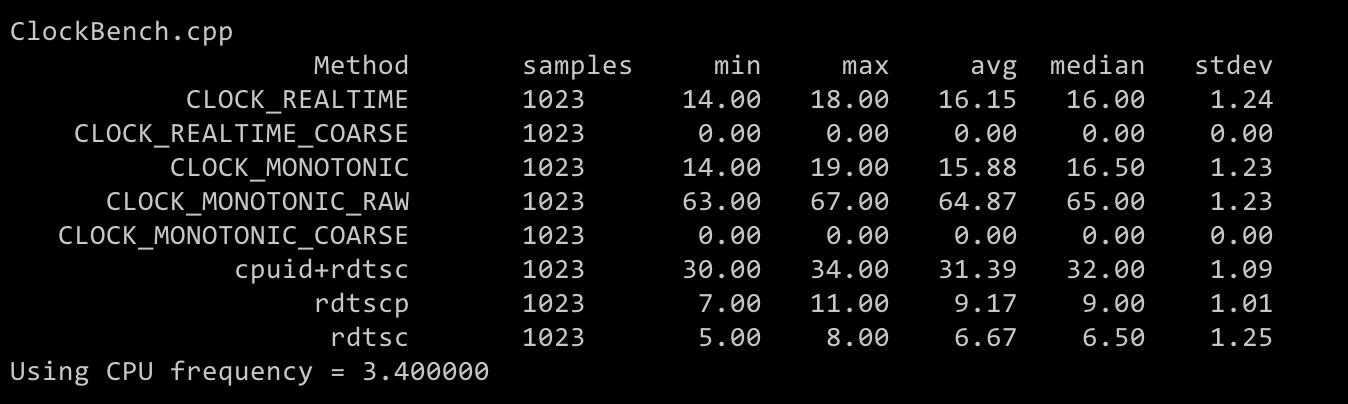 ClockBench.cpp
                   Method       samples     min     max     avg  median   stdev
           CLOCK_REALTIME       1023      14.00   18.00   16.15   16.00    1.24
    CLOCK_REALTIME_COARSE       1023       0.00    0.00    0.00    0.00    0.00
          CLOCK_MONOTONIC       1023      14.00   19.00   15.88   16.50    1.23
      CLOCK_MONOTONIC_RAW       1023      63.00   67.00   64.87   65.00    1.23
   CLOCK_MONOTONIC_COARSE       1023       0.00    0.00    0.00    0.00    0.00
              cpuid+rdtsc       1023      30.00   34.00   31.39   32.00    1.09
                   rdtscp       1023       7.00   11.00    9.17    9.00    1.01
                    rdtsc       1023       5.00    8.00    6.67    6.50    1.25
Using CPU frequency = 3.400000